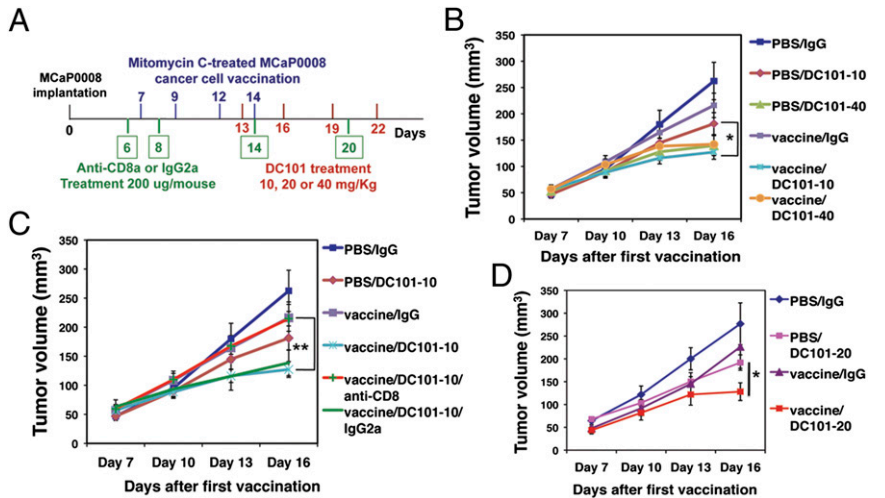 A
MCaP0008
implantation
Mitomycin C-treated MCaP0008
cancer cell vaccination
7 9 12 14
0 13 16 19 22 Days
6 8 14 20
Anti-CD8a or IgG2a
Treatment 200 ug/mouse
DC101 treatment
10, 20 or 40 mg/Kg
B
Tumor volume (mm³)
350
300
250
200
150
100
50
0
Day 7 Day 10 Day 13 Day 16
Days after first vaccination
*
PBS/IgG
PBS/DC101-10
PBS/DC101-40
vaccine/IgG
vaccine/
DC101-10
vaccine/
DC101-40
C
Tumor volume (mm³)
350
300
250
200
150
100
50
0
Day 7 Day 10 Day 13 Day 16
Days after first vaccination
**
PBS/IgG
PBS/DC101-10
vaccine/IgG
vaccine/DC101-10
vaccine/DC101-10/
anti-CD8
vaccine/DC101-10/
IgG2a
D
Tumor volume (mm³)
350
300
250
200
150
100
50
0
Day 7 Day 10 Day 13 Day 16
Days after first vaccination
*
PBS/IgG
PBS/
DC101-20
vaccine/IgG
vaccine/
DC101-20